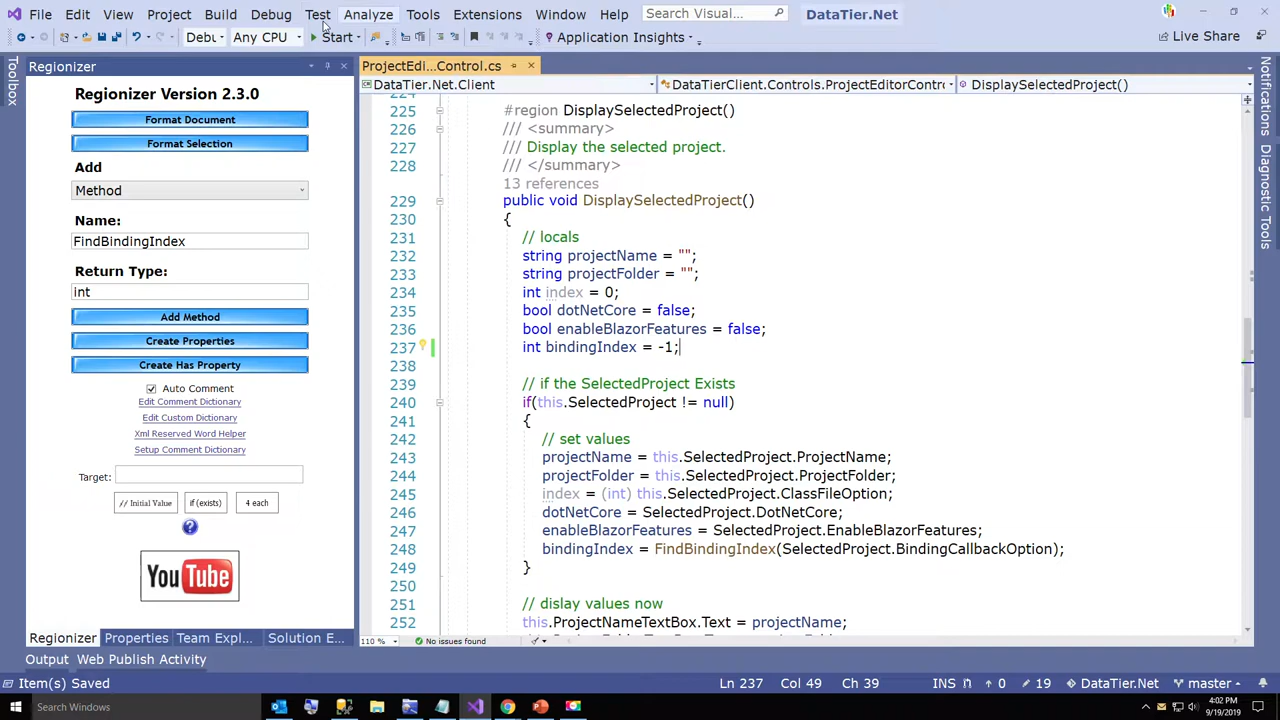 File Edit View Project Build Debug Test Analyze Tools Extensions Window Help Search Visual... DataTier.Net
Debu Any CPU Start Application Insights Live Share
Toolbox
Regionizer
Regionizer Version 2.3.0
Format Document
Format Selection
Add
Method
Name:
FindBindingIndex
Return Type:
int
Add Method
Create Properties
Create Has Property
Auto Comment
Edit Comment Dictionary
Edit Custom Dictionary
Xml Reserved Word Helper
Setup Comment Dictionary
Target:
// Initial Value if (exists) 4 each
?
You Tube
Regionizer Properties Team Expl... Solution E...
ProjectEdi...Control.cs
DataTier.Net.Client DataTierClient.Controls.ProjectEditorContro DisplaySelectedProject()
224
225 #region DisplaySelectedProject()
226 /// <summary>
227 /// Display the selected project.
228 /// </summary>
13 references
229 public void DisplaySelectedProject()
230 {
231 // locals
232 string projectName = "";
233 string projectFolder = "";
234 int index = 0;
235 bool dotNetCore = false;
236 bool enableBlazorFeatures = false;
237 int bindingIndex = -1;
238
239 // if the SelectedProject Exists
240 if(this.SelectedProject != null)
241 {
242 // set values
243 projectName = this.SelectedProject.ProjectName;
244 projectFolder = this.SelectedProject.ProjectFolder;
245 index = (int) this.SelectedProject.ClassFileOption;
246 dotNetCore = SelectedProject.DotNetCore;
247 enableBlazorFeatures = SelectedProject.EnableBlazorFeatures;
248 bindingIndex = FindBindingIndex(SelectedProject.BindingCallbackOption);
249 }
250
251 // dislay values now
252 this.ProjectNameTextBox.Text = projectName;
110 % No issues found
Notifications
Diagnostic Tools
Output Web Publish Activity
Item(s) Saved Ln 237 Col 49 Ch 39 INS 0 19 DataTier.Net master
Search Windows 4:02 PM
9/19/2019